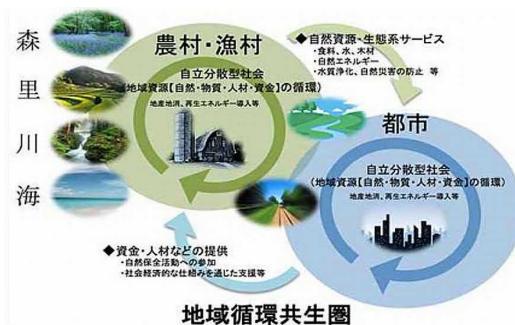 森
里
川
海
農村・漁村
自立分散型社会
(地域資源【自然・物質・人材・資金】の循環)
地産地消、再生エネルギー導入等
◆自然資源・生態系サービス
・食料、水、木材
・自然エネルギー
・水質浄化、自然災害の防止 等
都市
自立分散型社会
(地域資源【自然・物質・人材・資金】の循環)
地産地消、再生エネルギー導入等
◆資金・人材などの提供
・自然保全活動への参加
・社会経済的な仕組みを通じた支援等
地域循環共生圏